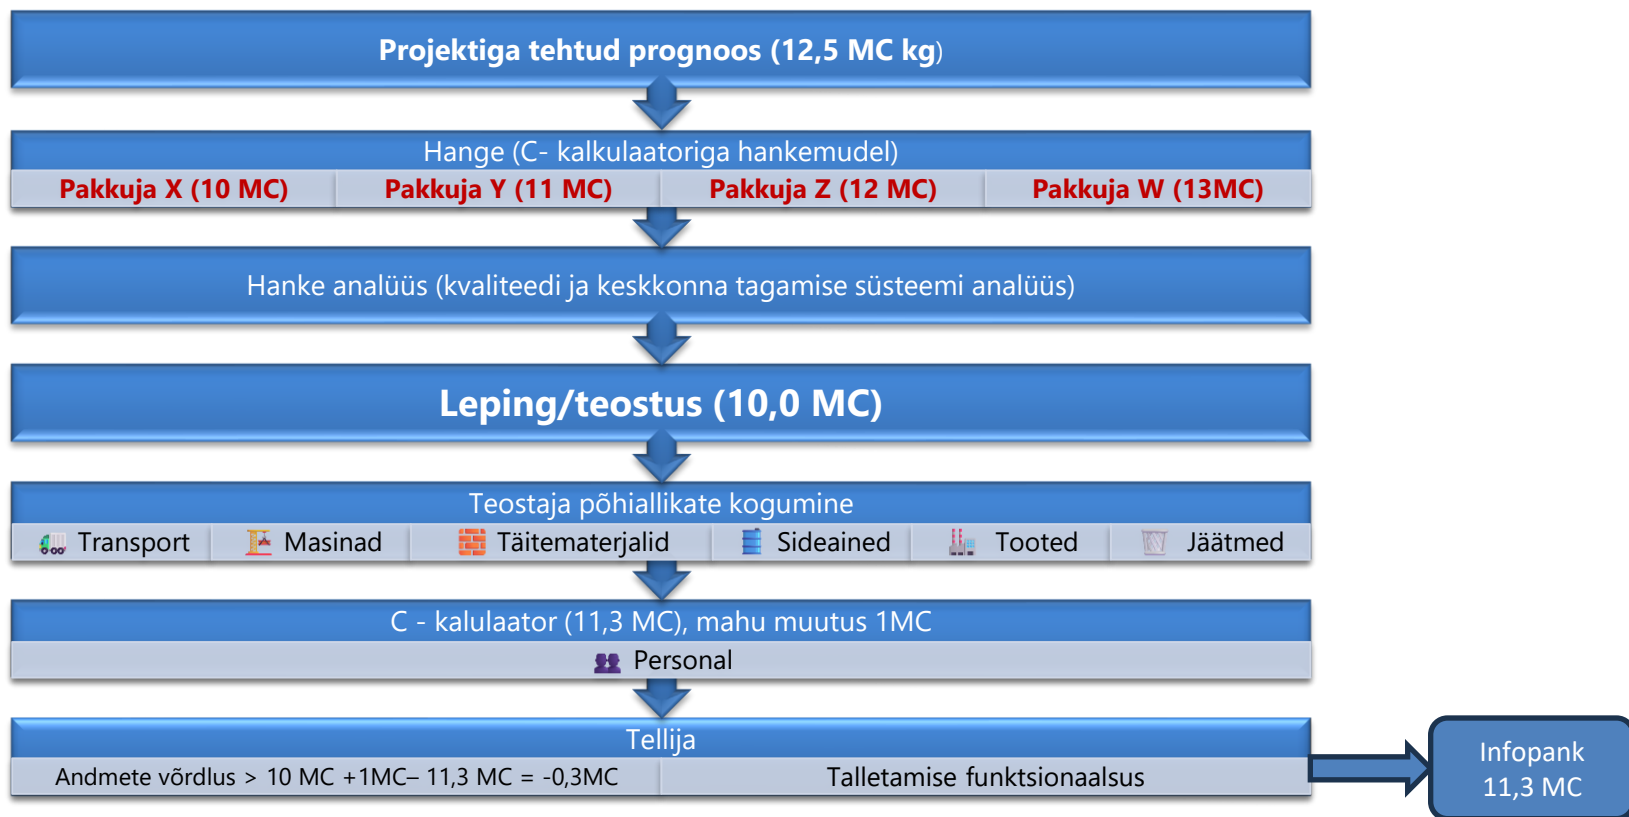 Projektiga tehtud prognoos (12,5 MC kg)
Hange (C- kalkulaatoriga hankemudel)
Pakkuja X (10 MC)
Pakkuja Y (11 MC)
Pakkuja Z (12 MC)
Pakkuja W (13MC)
Hanke analüüs (kvaliteedi ja keskkonna tagamise süsteemi analüüs)
Leping/teostus (10,0 MC)
Teostaja põhiallikate kogumine
Transport
Masinad
Täitematerjalid
Sideained
Tooted
Jäätmed
C - kalulaator (11,3 MC), mahu muutus 1MC
Personal
Tellija
Andmete võrdlus > 10 MC +1MC– 11,3 MC = -0,3MC
Talletamise funktsionaalsus
Infopank
11,3 MC